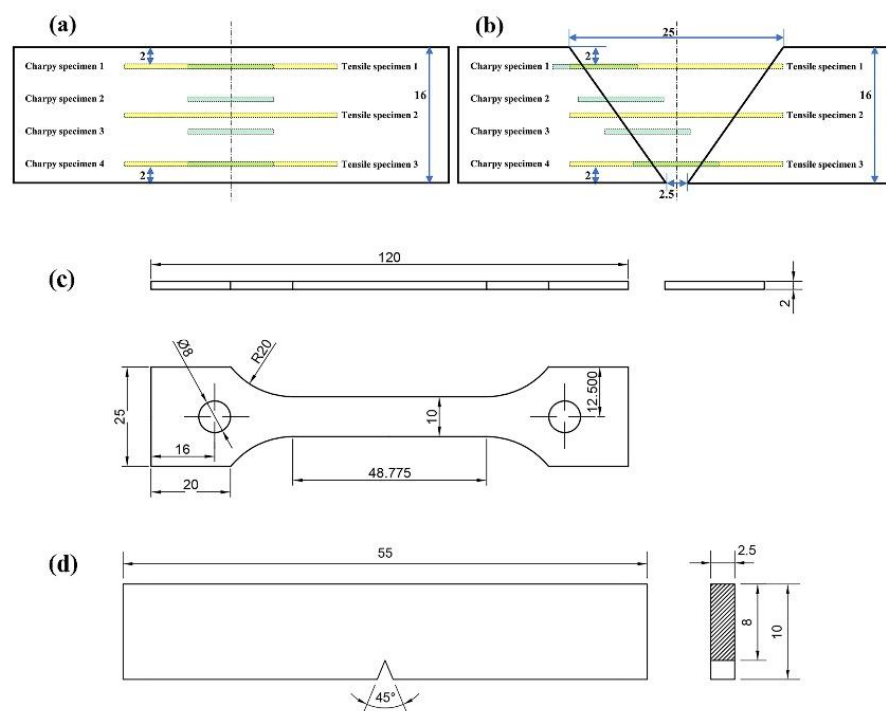 (a)
2
Charpy specimen 1
Tensile specimen 1
Charpy specimen 2
Tensile specimen 2
Charpy specimen 3
Charpy specimen 4
Tensile specimen 3
2
16
(b)
25
2
Charpy specimen 1
Tensile specimen 1
Charpy specimen 2
Tensile specimen 2
Charpy specimen 3
Charpy specimen 4
Tensile specimen 3
2
2.5
16
(c)
120
2
Ø8
R20
25
16
20
10
48.775
12.500
(d)
55
45°
2.5
8
10